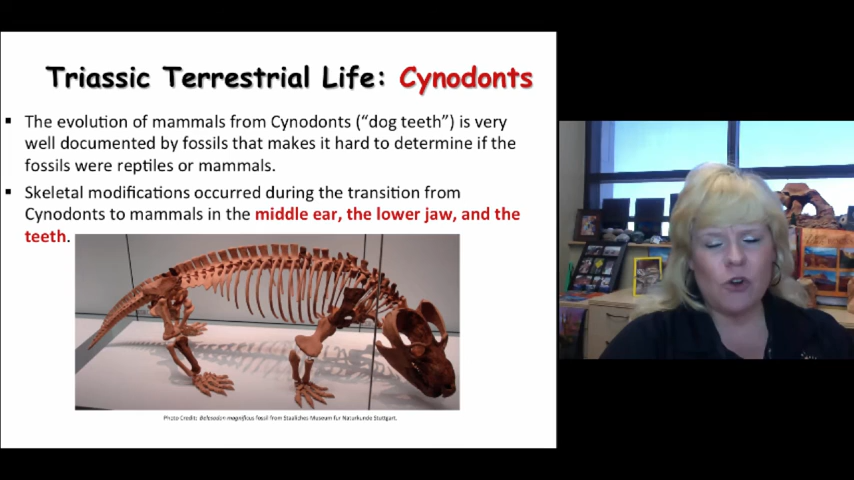 Triassic Terrestrial Life: Cynodonts
▪ The evolution of mammals from Cynodonts (“dog teeth”) is very
well documented by fossils that makes it hard to determine if the
fossils were reptiles or mammals.
▪ Skeletal modifications occurred during the transition from
Cynodonts to mammals in the middle ear, the lower jaw, and the
teeth.
Photo Credit: Belesodon magnificus fossil from Staaliches Museum fur Naturkunde Stuttgart.